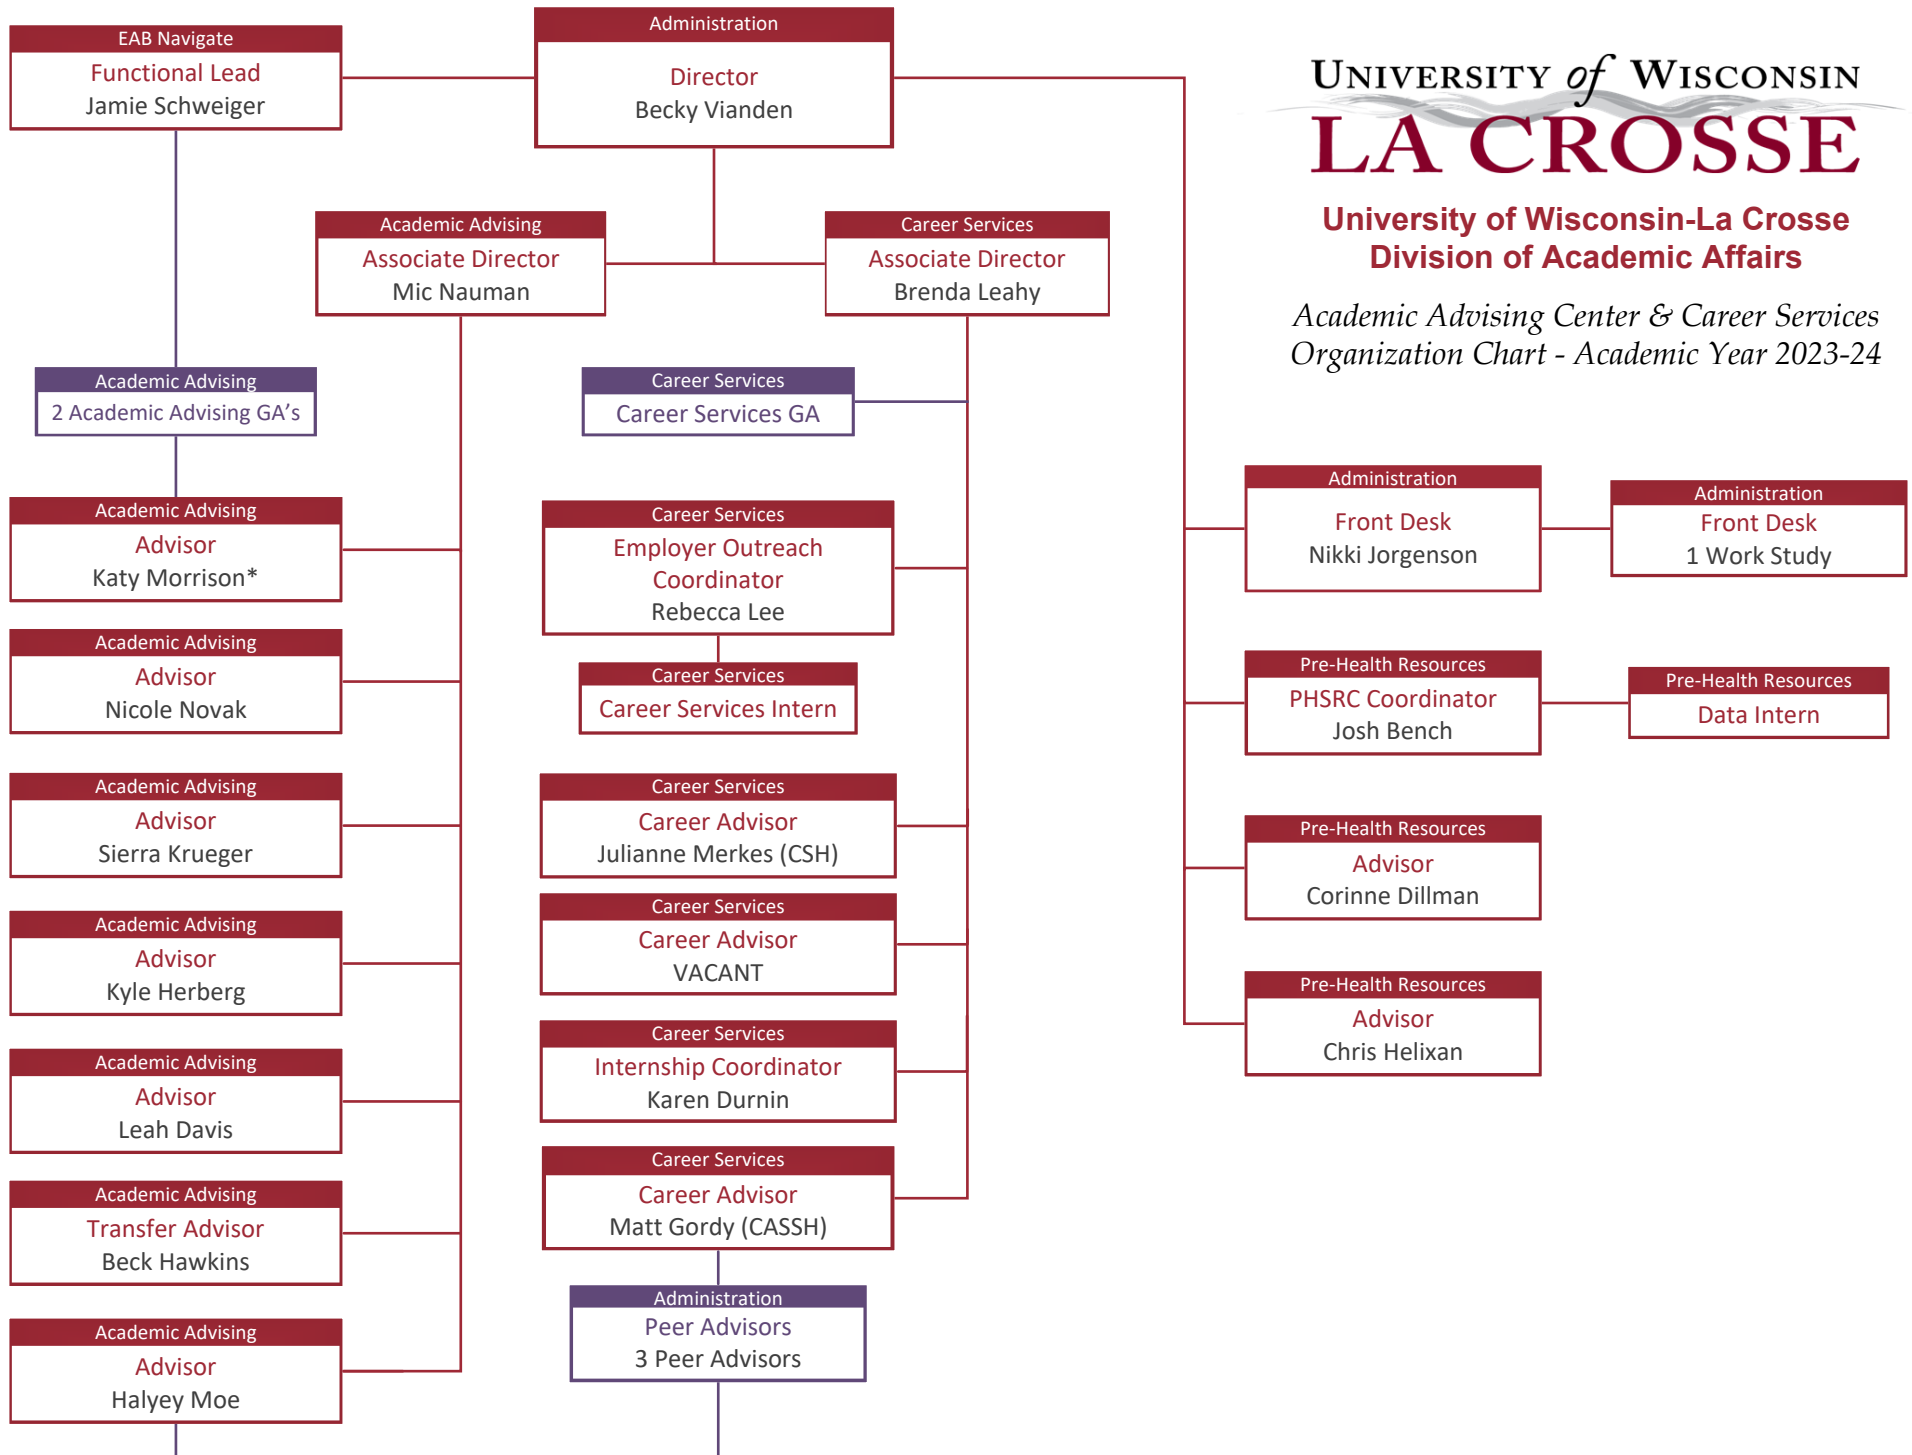 EAB Navigate
Functional Lead
Jamie Schweiger
Administration
Director
Becky Vianden
UNIVERSITY of WISCONSIN
LA CROSSE
University of Wisconsin-La Crosse
Division of Academic Affairs
Academic Advising Center & Career Services
Organization Chart - Academic Year 2023-24
Academic Advising
Associate Director
Mic Nauman
Career Services
Associate Director
Brenda Leahy
Academic Advising
2 Academic Advising GA's
Academic Advising
Advisor
Katy Morrison*
Academic Advising
Advisor
Nicole Novak
Academic Advising
Advisor
Sierra Krueger
Academic Advising
Advisor
Kyle Herberg
Academic Advising
Advisor
Leah Davis
Academic Advising
Transfer Advisor
Beck Hawkins
Academic Advising
Advisor
Halyey Moe
Career Services
Career Services GA
Career Services
Employer Outreach
Coordinator
Rebecca Lee
Career Services
Career Services Intern
Career Services
Career Advisor
Julianne Merkes (CSH)
Career Services
Career Advisor
VACANT
Career Services
Internship Coordinator
Karen Durnin
Career Services
Career Advisor
Matt Gordy (CASSH)
Administration
Peer Advisors
3 Peer Advisors
Administration
Front Desk
Nikki Jorgenson
Administration
Front Desk
1 Work Study
Pre-Health Resources
PHSRC Coordinator
Josh Bench
Pre-Health Resources
Data Intern
Pre-Health Resources
Advisor
Corinne Dillman
Pre-Health Resources
Advisor
Chris Helixan